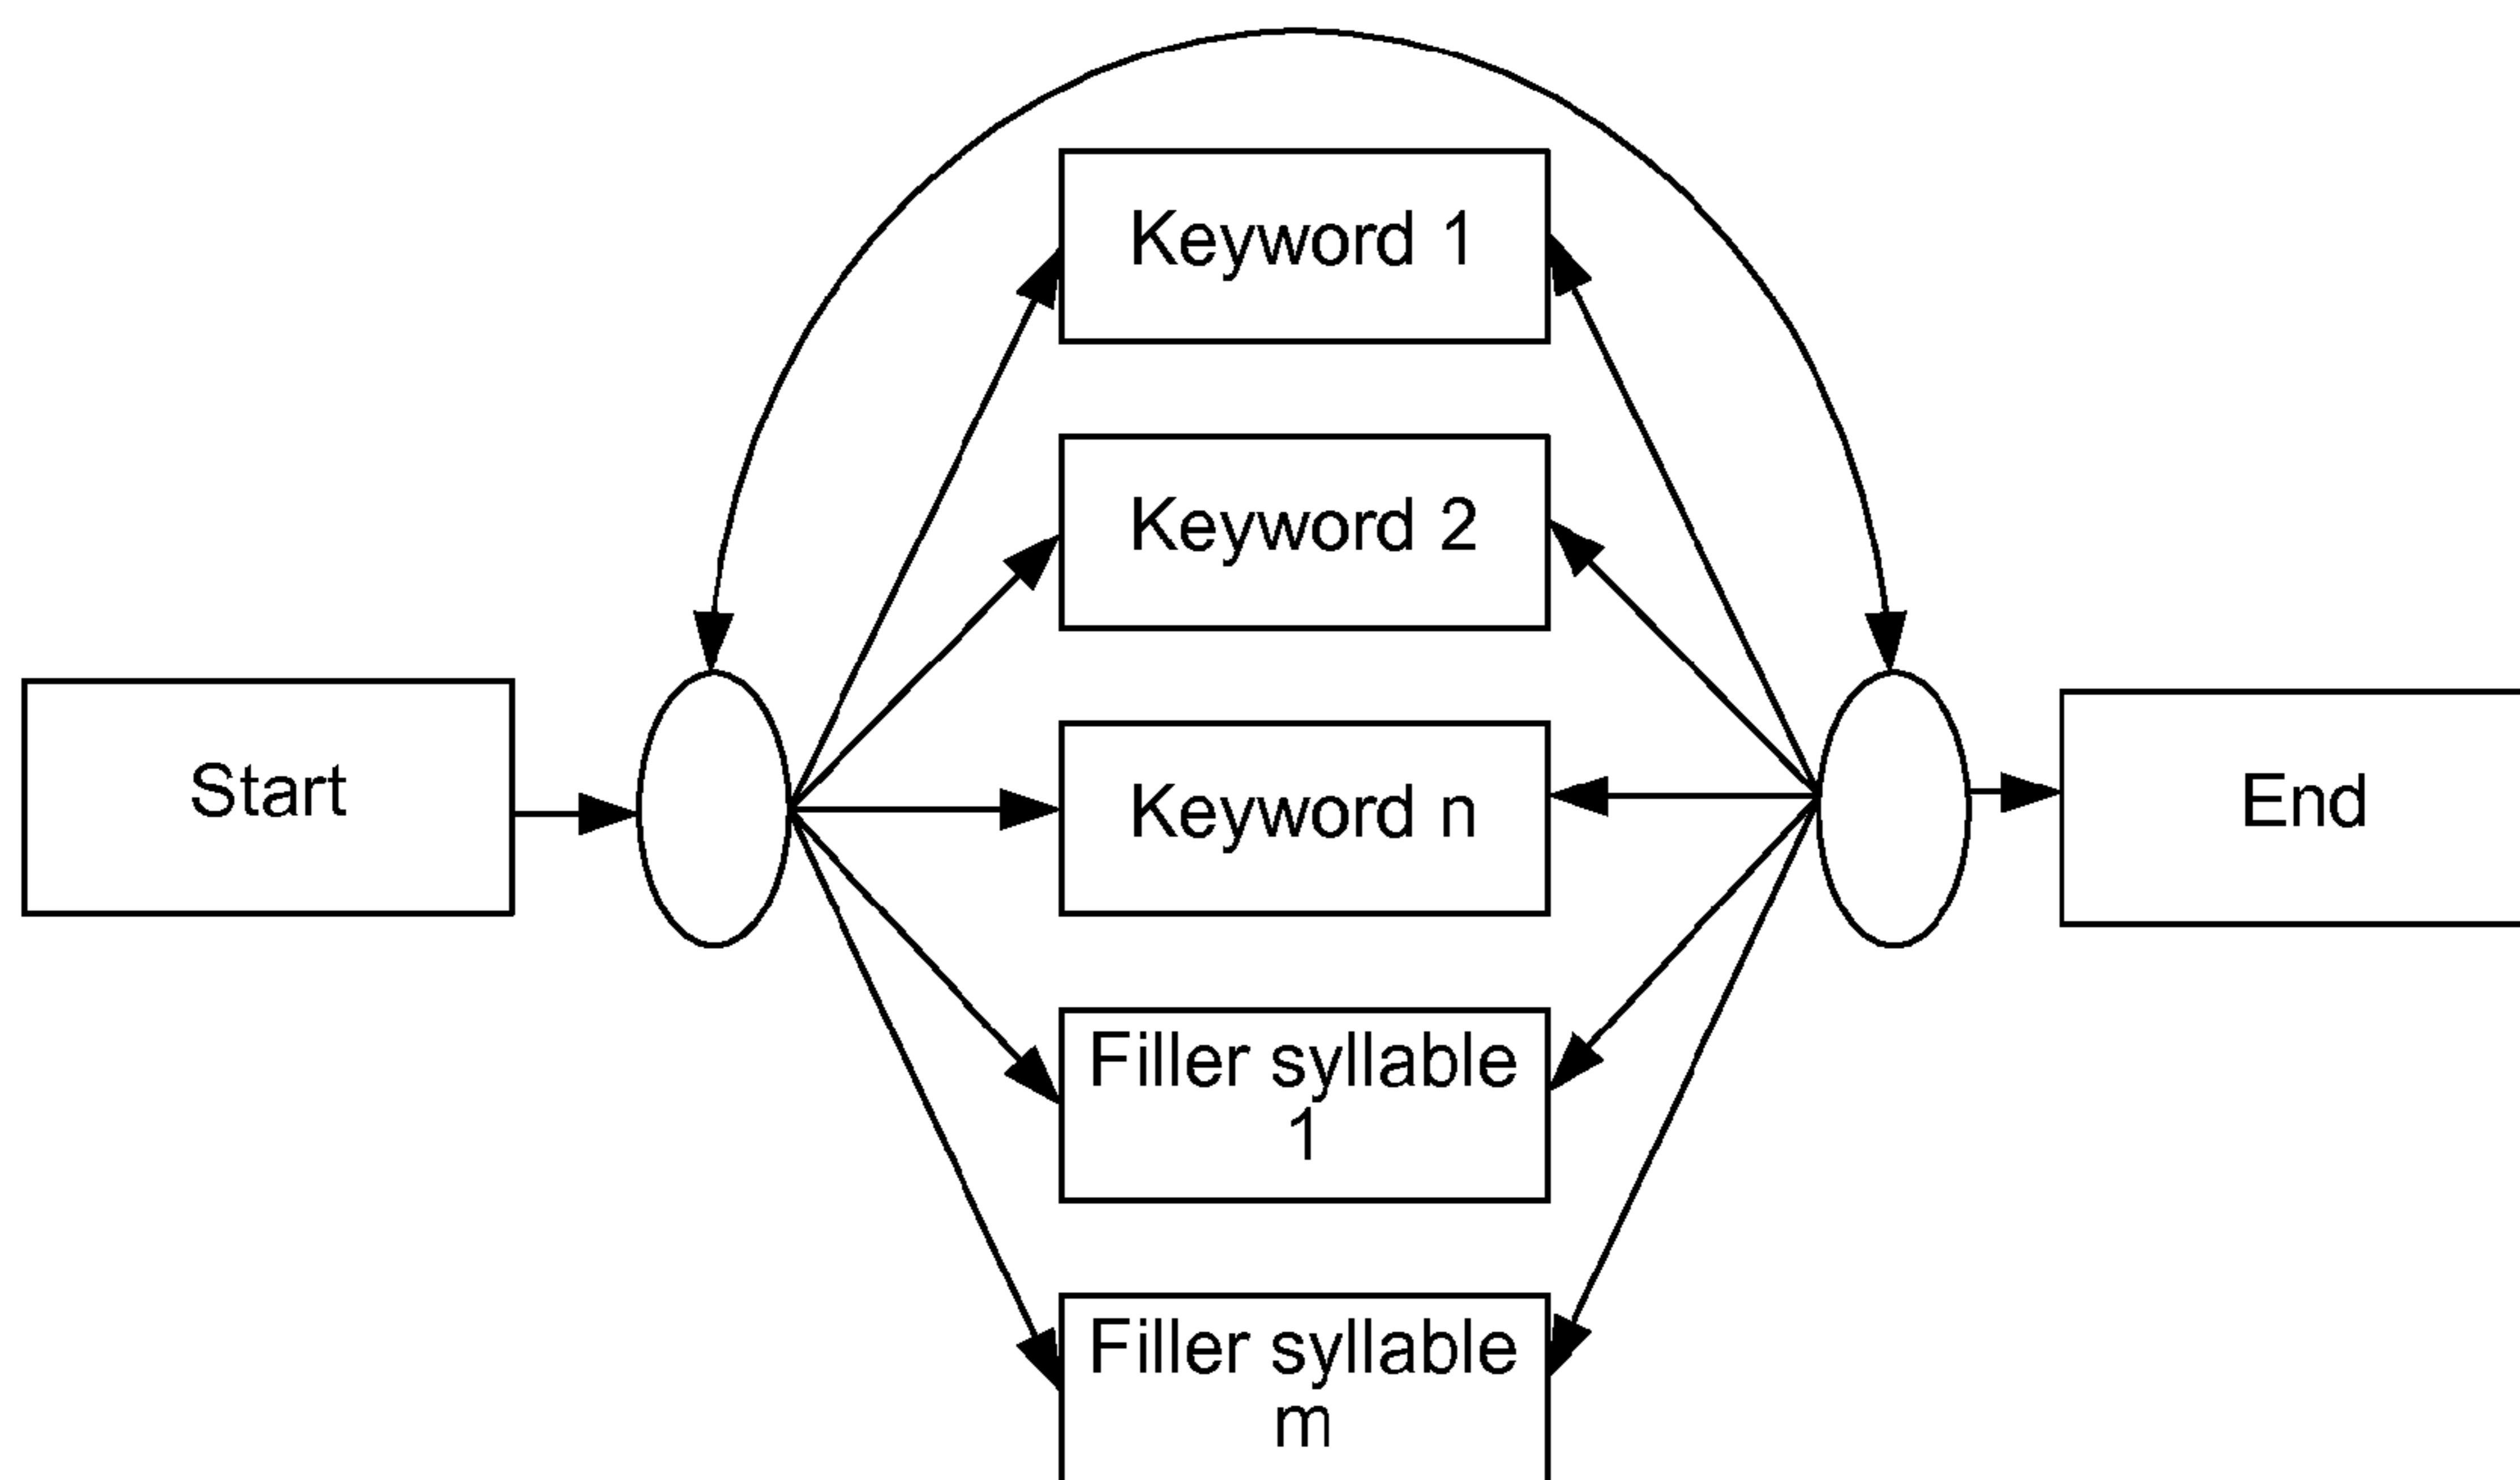 Keyword 1
Keyword 2
Start
Keyword n
End
Filler syllable
1
Filler syllable
m